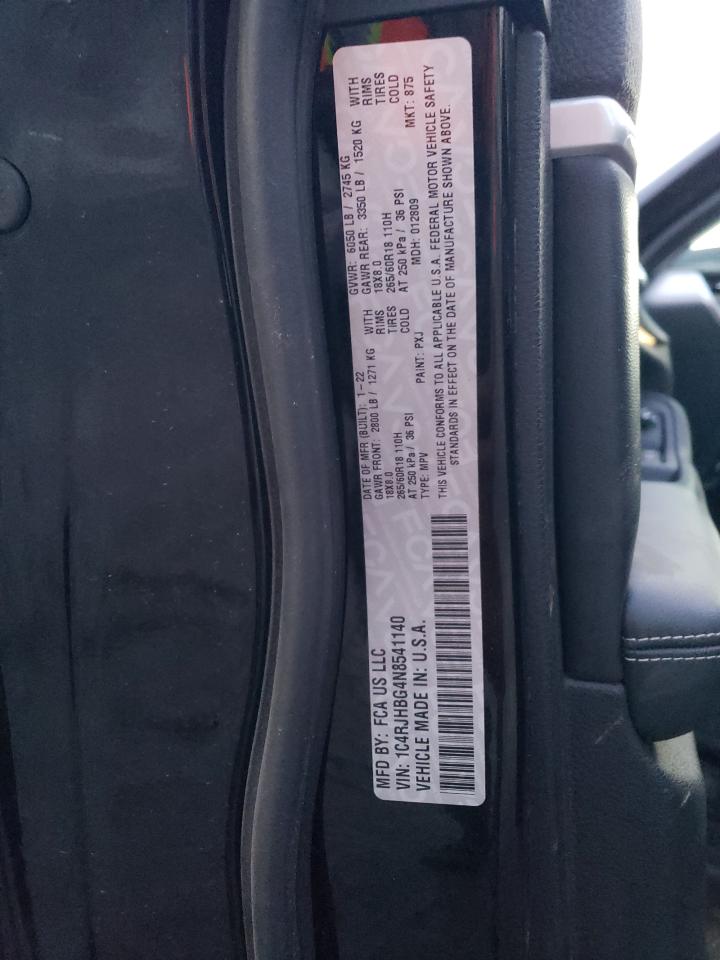 MFD BY: FCA US LLC
VIN: 1C4RJHBG4N8541140
VEHICLE MADE IN: U.S.A.
DATE OF MFR (BUILT): 1-22
GAWR FRONT: 2800 LB / 1271 KG WITH
18X8.0 RIMS
265/60R18 110H TIRES
AT 250 kPa / 36 PSI COLD
TYPE: MPV PAINT: PXJ
GVWR: 6050 LB / 2745 KG
GAWR REAR: 3350 LB / 1520 KG WITH
18X8.0 RIMS
265/60R18 110H TIRES
AT 250 kPa / 36 PSI COLD
MDH: 012809 MKT: 875
THIS VEHICLE CONFORMS TO ALL APPLICABLE U.S.A. FEDERAL MOTOR VEHICLE SAFETY
STANDARDS IN EFFECT ON THE DATE OF MANUFACTURE SHOWN ABOVE.